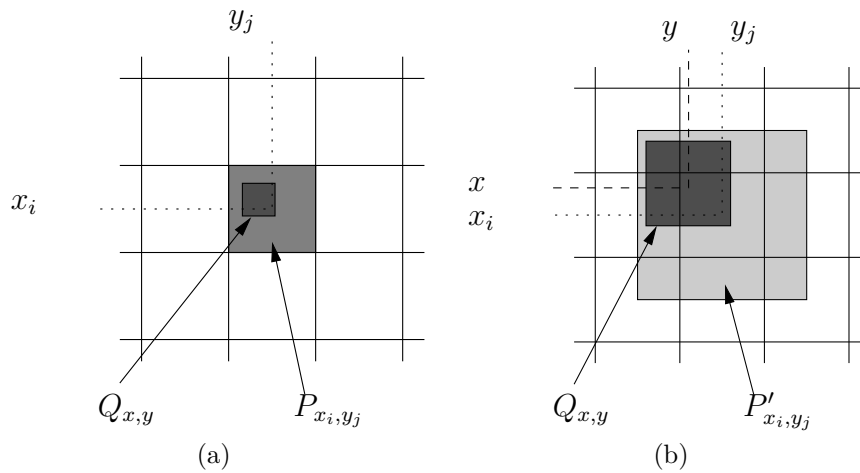 y_j
x_i
Q_{x,y}
P_{x_i,y_j}
(a)
y y_j
x
x_i
Q_{x,y}
P'_{x_i,y_j}
(b)